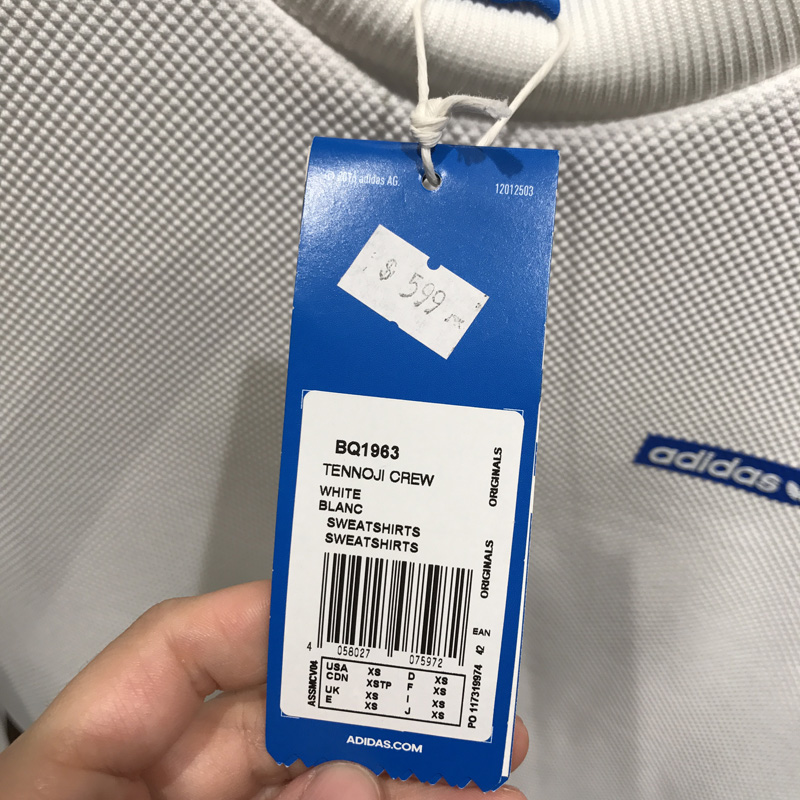 adidas AG.
12012503
$ 599
BQ1963
TENNOJI CREW
WHITE
BLANC
SWEATSHIRTS
SWEATSHIRTS
ORIGINALS
ORIGINALS
EAN
4 058027 075972 42
ASSMCV04
USA XS D XS
CDN XSTP F XS
UK XS I XS
E XS J XS
PO 117319974
ADIDAS.COM
adidas